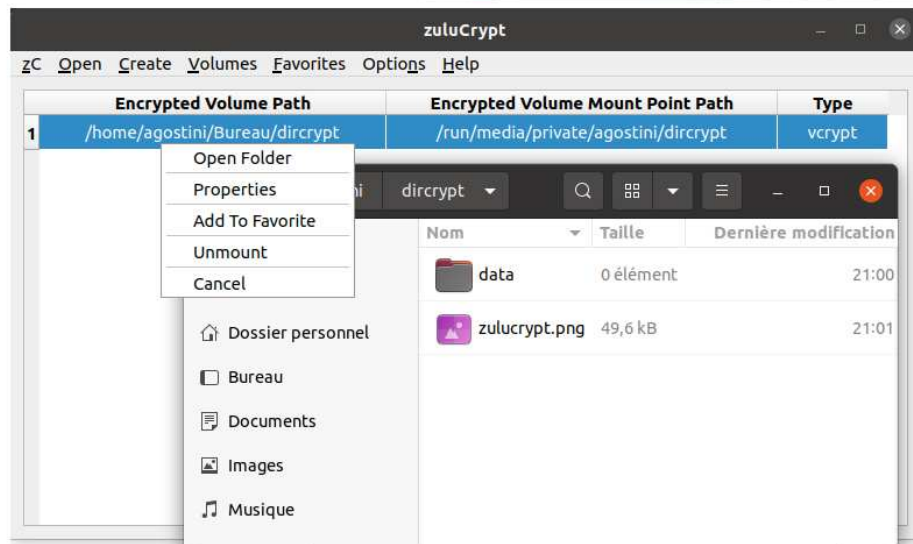 zuluCrypt
zC Open Create Volumes Favorites Options Help
Encrypted Volume Path Encrypted Volume Mount Point Path Type
1 /home/agostini/Bureau/dircrypt /run/media/private/agostini/dircrypt vcrypt
Open Folder
Properties
Add To Favorite
Unmount
Cancel
ni dircrypt
Nom Taille Dernière modification
data 0 élément 21:00
zulucrypt.png 49,6 kB 21:01
Dossier personnel
Bureau
Documents
Images
Musique